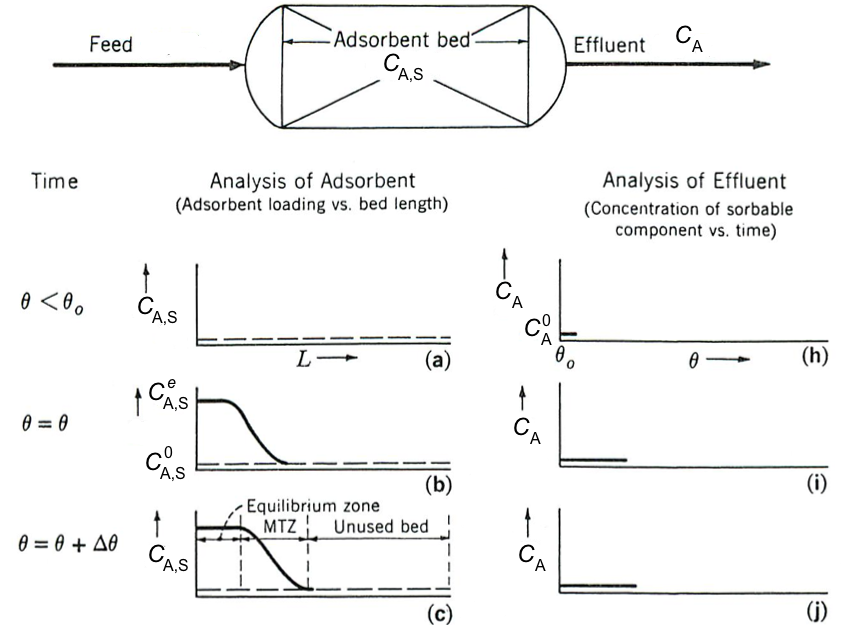 Feed
Adsorbent bed
C_A,S
Effluent C_A
Time
Analysis of Adsorbent
(Adsorbent loading vs. bed length)
Analysis of Effluent
(Concentration of sorbable
component vs. time)
θ < θ_o
C_A,S
L
(a)
C_A
C_A^0
θ_o
θ
(h)
θ = θ
C_A,S^e
C_A,S^0
(b)
C_A
(i)
θ = θ + Δθ
C_A,S
Equilibrium zone
MTZ
Unused bed
(c)
C_A
(j)